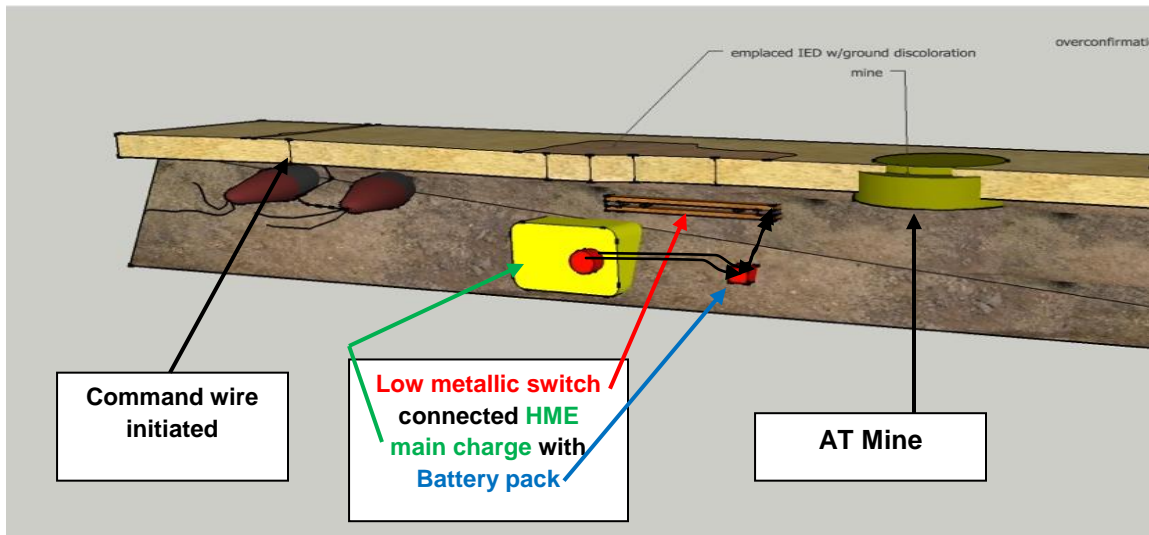 emplaced IED w/ground discoloration
overconfirmati
mine
Command wire
initiated
Low metallic switch
connected HME
main charge with
Battery pack
AT Mine